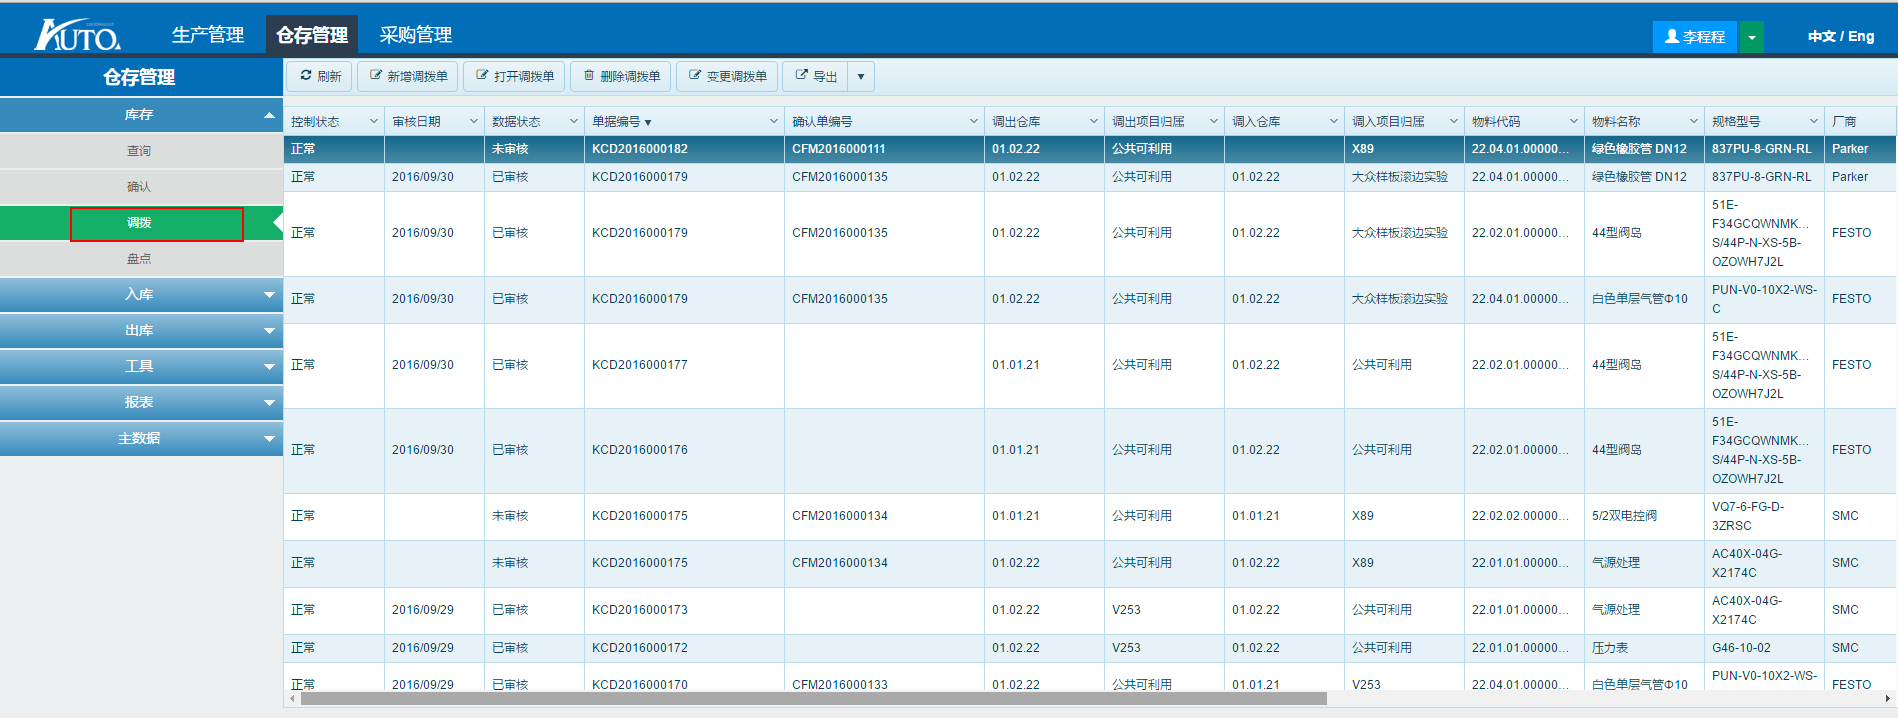 AUTO 生产管理 仓存管理 采购管理 李程程 中文 / Eng
仓存管理 刷新 新增调拨单 打开调拨单 删除调拨单 变更调拨单 导出
库存
查询
确认
调拨
盘点
入库
出库
工具
报表
主数据
控制状态 审核日期 数据状态 单据编号 确认单编号 调出仓库 调出项目归属 调入仓库 调入项目归属 物料代码 物料名称 规格型号 厂商
正常 未审核 KCD2016000182 CFM2016000111 01.02.22 公共可利用 X89 22.04.01.00000... 绿色橡胶管 DN12 837PU-8-GRN-RL Parker
正常 2016/09/30 已审核 KCD2016000179 CFM2016000135 01.02.22 公共可利用 01.02.22 大众样板滚边实验 22.04.01.00000... 绿色橡胶管 DN12 837PU-8-GRN-RL Parker
正常 2016/09/30 已审核 KCD2016000179 CFM2016000135 01.02.22 公共可利用 01.02.22 大众样板滚边实验 22.02.01.00000... 44型阀岛 51E-
F34GCQWNMK...
S/44P-N-XS-5B-
OZOWH7J2L FESTO
正常 2016/09/30 已审核 KCD2016000179 CFM2016000135 01.02.22 公共可利用 01.02.22 大众样板滚边实验 22.04.01.00000... 白色单层气管Φ10 PUN-V0-10X2-WS-
C FESTO
正常 2016/09/30 已审核 KCD2016000177 01.01.21 公共可利用 01.02.22 公共可利用 22.02.01.00000... 44型阀岛 51E-
F34GCQWNMK...
S/44P-N-XS-5B-
OZOWH7J2L FESTO
正常 2016/09/30 已审核 KCD2016000176 01.01.21 公共可利用 01.02.22 公共可利用 22.02.01.00000... 44型阀岛 51E-
F34GCQWNMK...
S/44P-N-XS-5B-
OZOWH7J2L FESTO
正常 未审核 KCD2016000175 CFM2016000134 01.01.21 公共可利用 01.01.21 X89 22.02.02.00000... 5/2双电控阀 VQ7-6-FG-D-
3ZRSC SMC
正常 未审核 KCD2016000175 CFM2016000134 01.02.22 公共可利用 01.02.22 X89 22.01.01.00000... 气源处理 AC40X-04G-
X2174C SMC
正常 2016/09/29 已审核 KCD2016000173 01.02.22 V253 01.02.22 公共可利用 22.01.01.00000... 气源处理 AC40X-04G-
X2174C SMC
正常 2016/09/29 已审核 KCD2016000172 01.02.22 V253 01.02.22 公共可利用 22.01.01.00000... 压力表 G46-10-02 SMC
正常 2016/09/29 已审核 KCD2016000170 CFM2016000133 01.02.22 公共可利用 01.01.21 V253 22.04.01.00000... 白色单层气管Φ10 PUN-V0-10X2-WS- FESTO